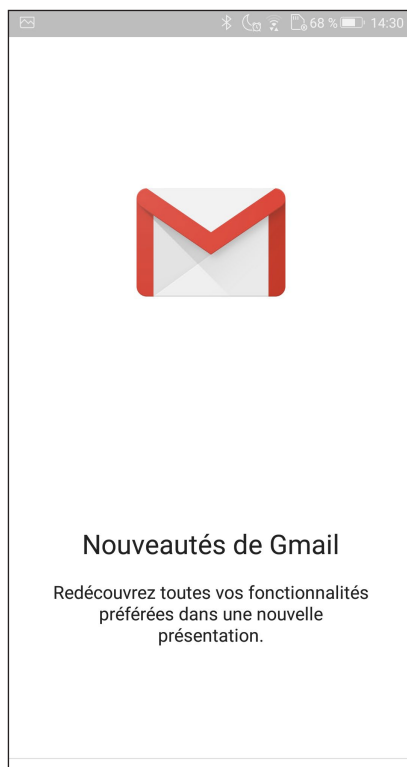 68 % 14:30
Nouveautés de Gmail
Redécouvrez toutes vos fonctionnalités
préférées dans une nouvelle
présentation.